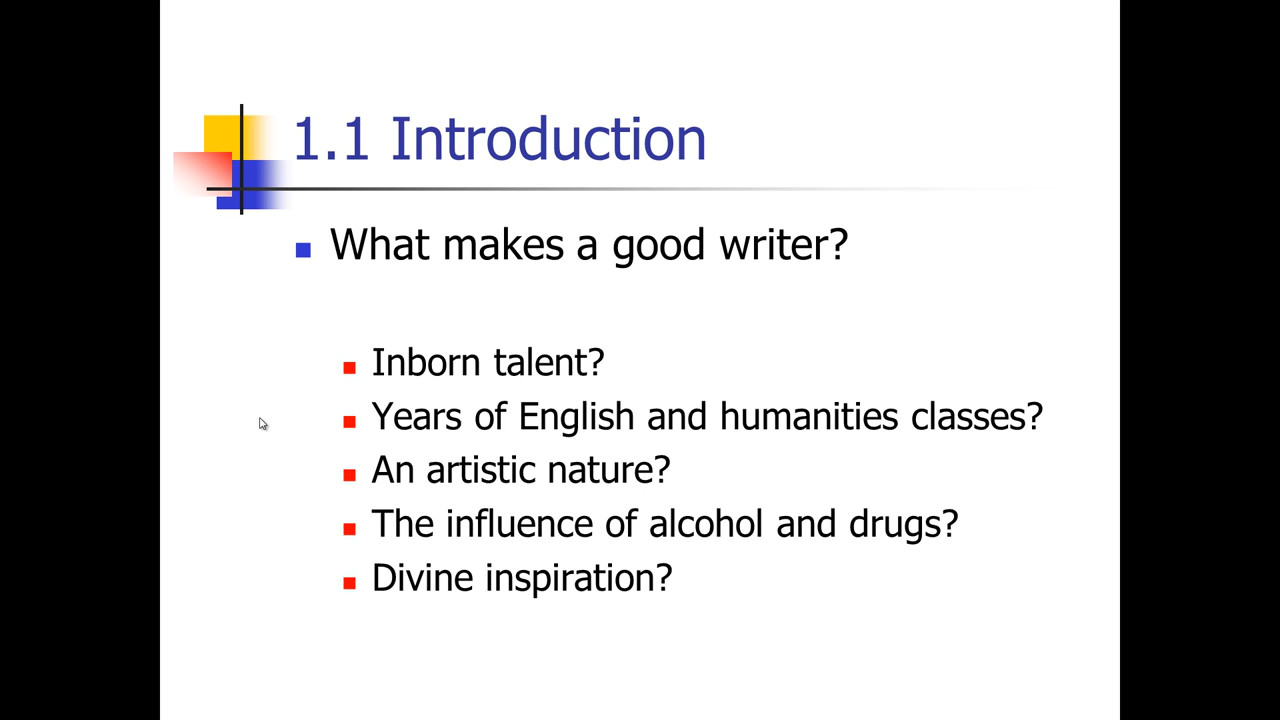 1.1 Introduction
What makes a good writer?
Inborn talent?
Years of English and humanities classes?
An artistic nature?
The influence of alcohol and drugs?
Divine inspiration?